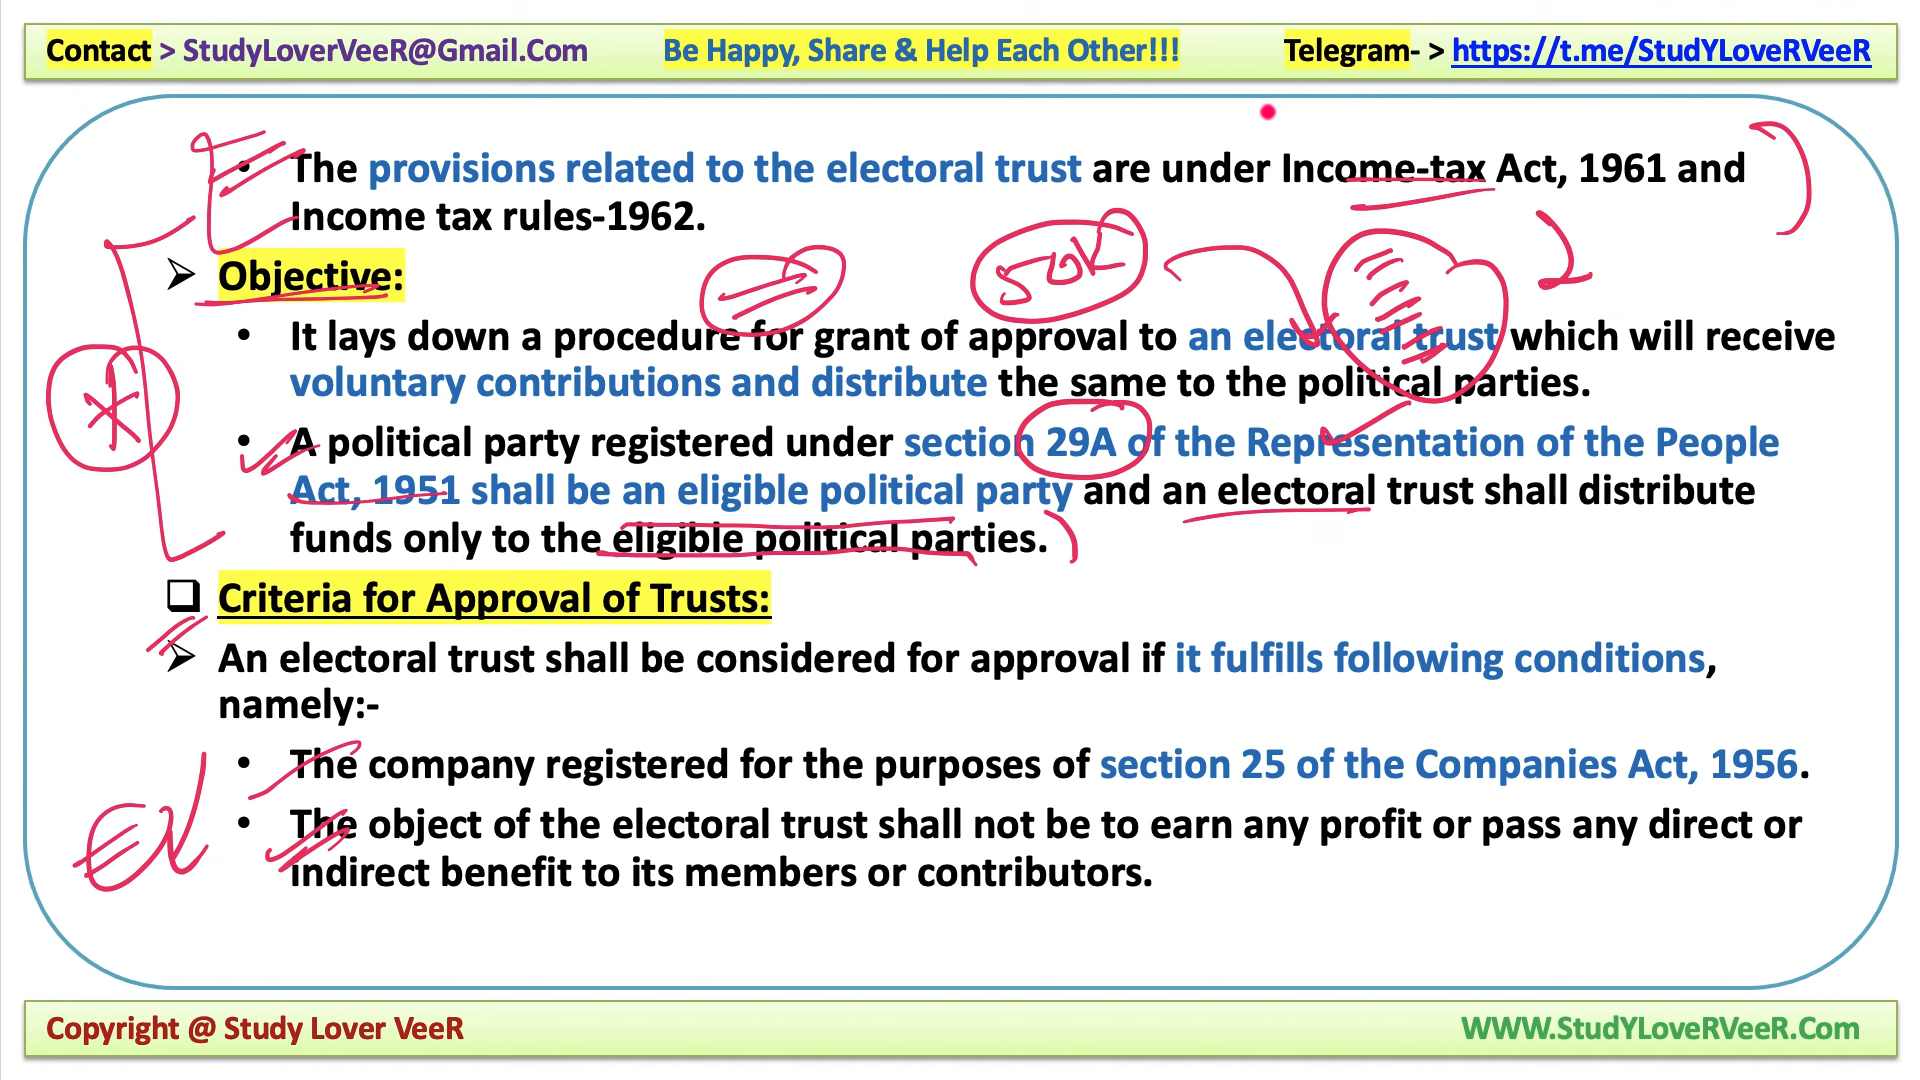 Contact > StudyLoverVeeR@Gmail.Com Be Happy, Share & Help Each Other!!! Telegram- > https://t.me/StudYLoveRVeeR
• The provisions related to the electoral trust are under Income-tax Act, 1961 and
Income tax rules-1962.
➢ Objective:
50K
• It lays down a procedure for grant of approval to an electoral trust which will receive
voluntary contributions and distribute the same to the political parties.
• A political party registered under section 29A of the Representation of the People
Act, 1951 shall be an eligible political party and an electoral trust shall distribute
funds only to the eligible political parties.
❑ Criteria for Approval of Trusts:
➢ An electoral trust shall be considered for approval if it fulfills following conditions,
namely:-
• The company registered for the purposes of section 25 of the Companies Act, 1956.
• The object of the electoral trust shall not be to earn any profit or pass any direct or
indirect benefit to its members or contributors.
Copyright @ Study Lover VeeR WWW.StudYLoveRVeeR.Com